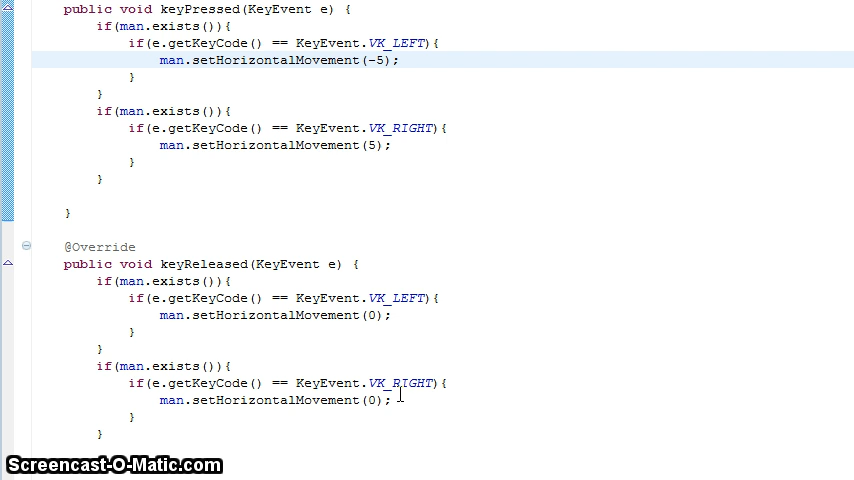 public void keyPressed(KeyEvent e) {
if(man.exists()){
if(e.getKeyCode() == KeyEvent.VK_LEFT){
man.setHorizontalMovement(-5);
}
}
if(man.exists()){
if(e.getKeyCode() == KeyEvent.VK_RIGHT){
man.setHorizontalMovement(5);
}
}
}
@Override
public void keyReleased(KeyEvent e) {
if(man.exists()){
if(e.getKeyCode() == KeyEvent.VK_LEFT){
man.setHorizontalMovement(0);
}
}
if(man.exists()){
if(e.getKeyCode() == KeyEvent.VK_RIGHT){
man.setHorizontalMovement(0);
}
}
Screencast-O-Matic.com